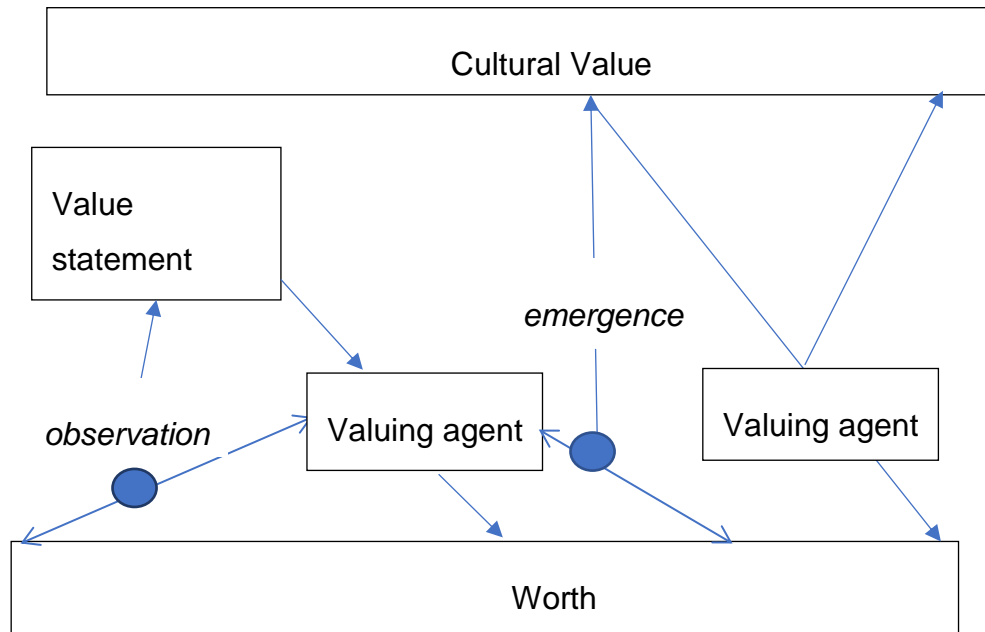 Cultural Value
Value
statement
emergence
observation
Valuing agent
Valuing agent
Worth